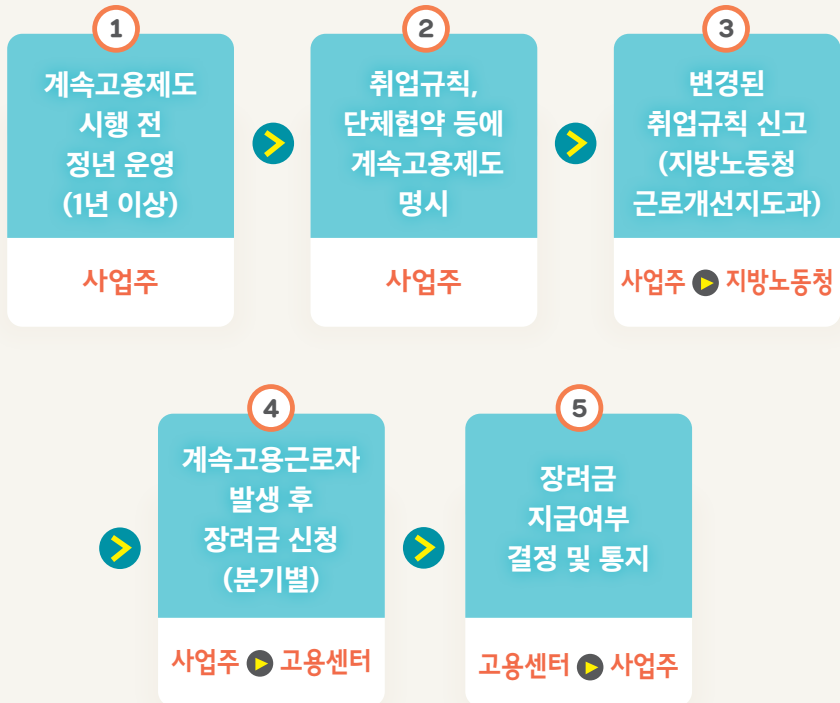 1
계속고용제도
시행 전
정년 운영
(1년 이상)
사업주
2
취업규칙,
단체협약 등에
계속고용제도
명시
사업주
3
변경된
취업규칙 신고
(지방노동청
근로개선지도과)
사업주 ▶ 지방노동청
4
계속고용근로자
발생 후
장려금 신청
(분기별)
사업주 ▶ 고용센터
5
장려금
지급여부
결정 및 통지
고용센터 ▶ 사업주